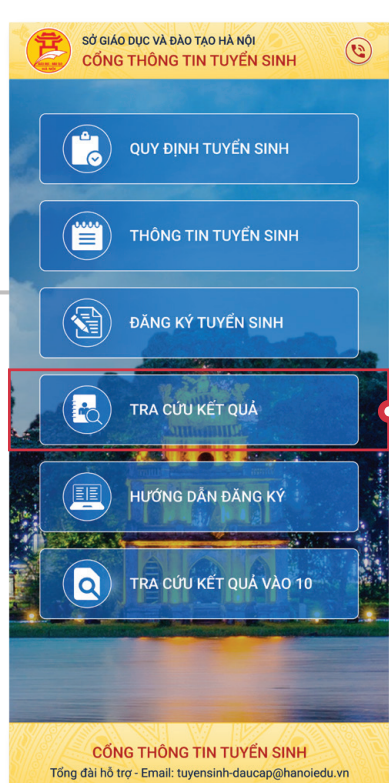 SỞ GIÁO DỤC VÀ ĐÀO TẠO HÀ NỘI
CỔNG THÔNG TIN TUYỂN SINH
QUY ĐỊNH TUYỂN SINH
THÔNG TIN TUYỂN SINH
ĐĂNG KÝ TUYỂN SINH
TRA CỨU KẾT QUẢ
HƯỚNG DẪN ĐĂNG KÝ
TRA CỨU KẾT QUẢ VÀO 10
CỔNG THÔNG TIN TUYỂN SINH
Tổng đài hỗ trợ - Email: tuyensinh-daucap@hanoiedu.vn